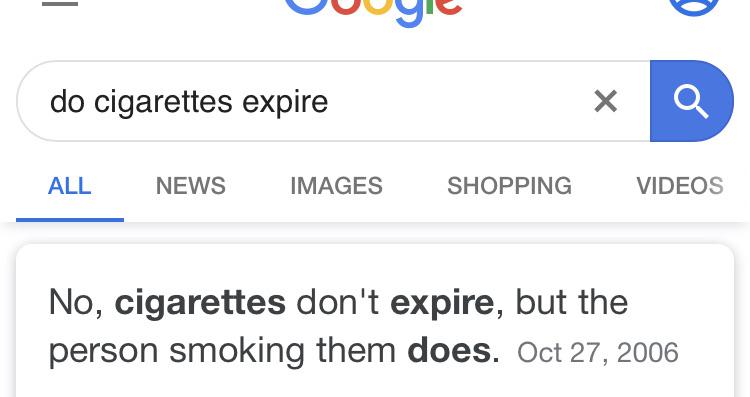 Google
do cigarettes expire
ALL NEWS IMAGES SHOPPING VIDEOS
No, cigarettes don't expire, but the
person smoking them does. Oct 27, 2006